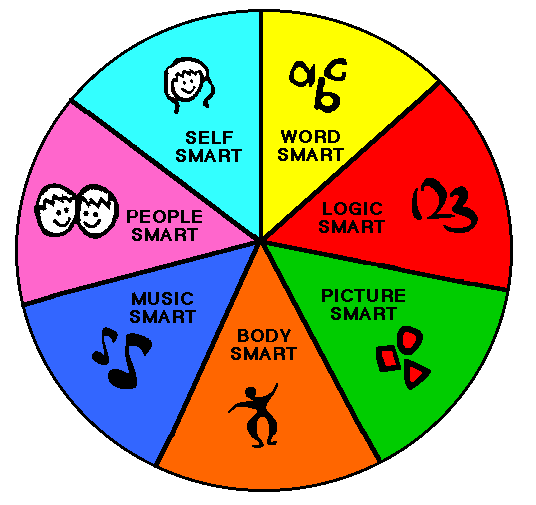 abc
WORD
SMART
123
LOGIC
SMART
PICTURE
SMART
BODY
SMART
MUSIC
SMART
PEOPLE
SMART
SELF
SMART